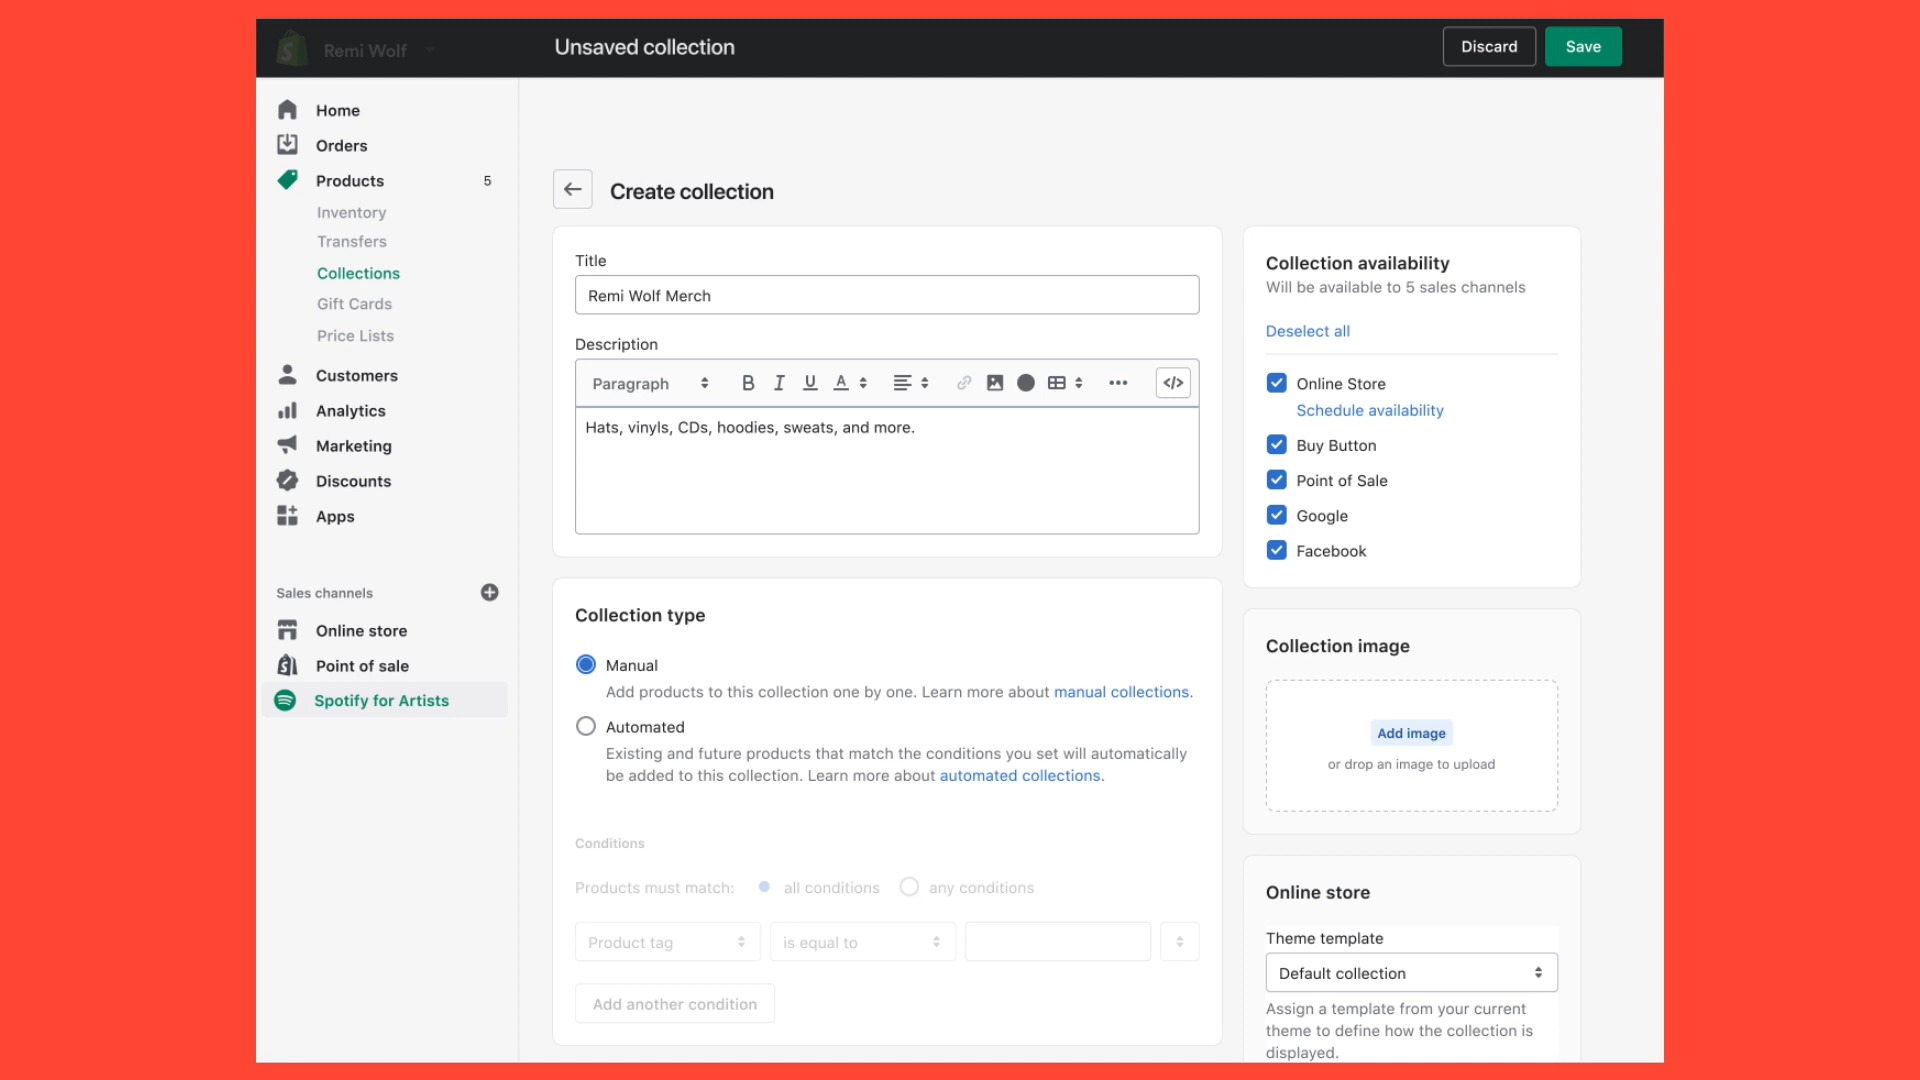 Remi Wolf
Unsaved collection
Discard
Save
Home
Orders
Products 5
Inventory
Transfers
Collections
Gift Cards
Price Lists
Customers
Analytics
Marketing
Discounts
Apps
Sales channels
Online store
Point of sale
Spotify for Artists
Create collection
Title
Remi Wolf Merch
Description
Paragraph B I U A </>
Hats, vinyls, CDs, hoodies, sweats, and more.
Collection type
Manual
Add products to this collection one by one. Learn more about manual collections.
Automated
Existing and future products that match the conditions you set will automatically
be added to this collection. Learn more about automated collections.
Conditions
Products must match: all conditions any conditions
Product tag is equal to
Add another condition
Collection availability
Will be available to 5 sales channels
Deselect all
Online Store
Schedule availability
Buy Button
Point of Sale
Google
Facebook
Collection image
Add image
or drop an image to upload
Online store
Theme template
Default collection
Assign a template from your current
theme to define how the collection is
displayed.